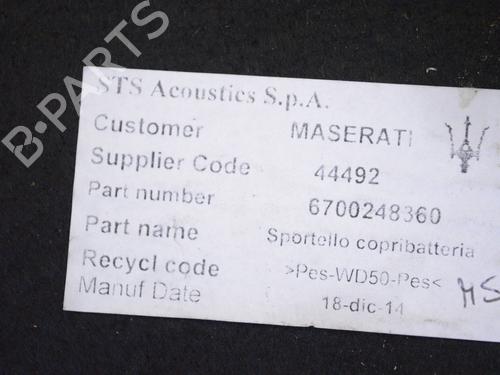 B-PARTS
STS Acoustics S.p.A.
Customer MASERATI
Supplier Code 44492
Part number 6700248360
Part name Sportello copribatteria
Recycl code >Pes-WD50-Pes<
Manuf Date 18-dic-14